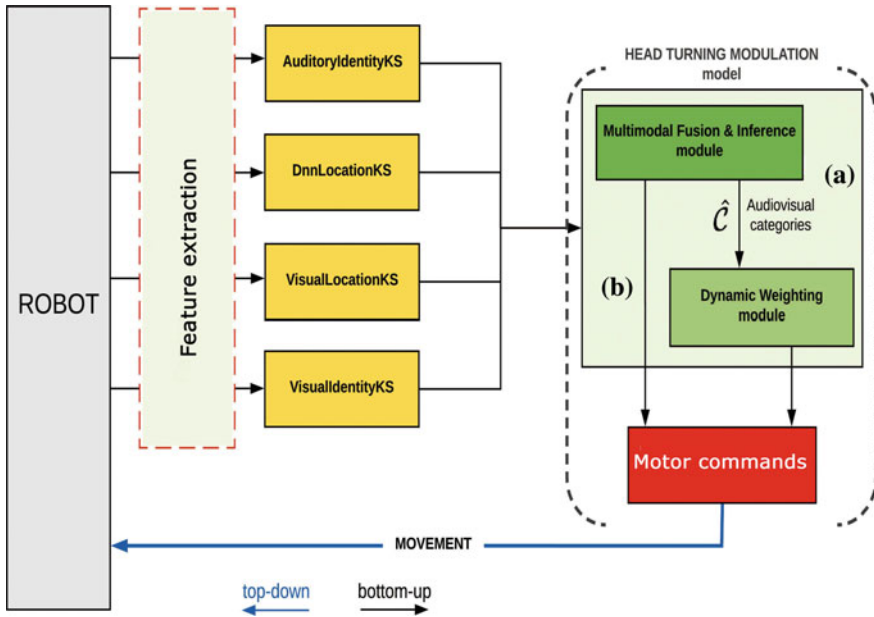 HEAD TURNING MODULATION
model
ROBOT
Feature extraction
AuditoryIdentityKS
DnnLocationKS
VisualLocationKS
VisualIdentityKS
Multimodal Fusion & Inference
module
(a)
Ĉ
Audiovisual
categories
(b)
Dynamic Weighting
module
Motor commands
MOVEMENT
top-down
bottom-up